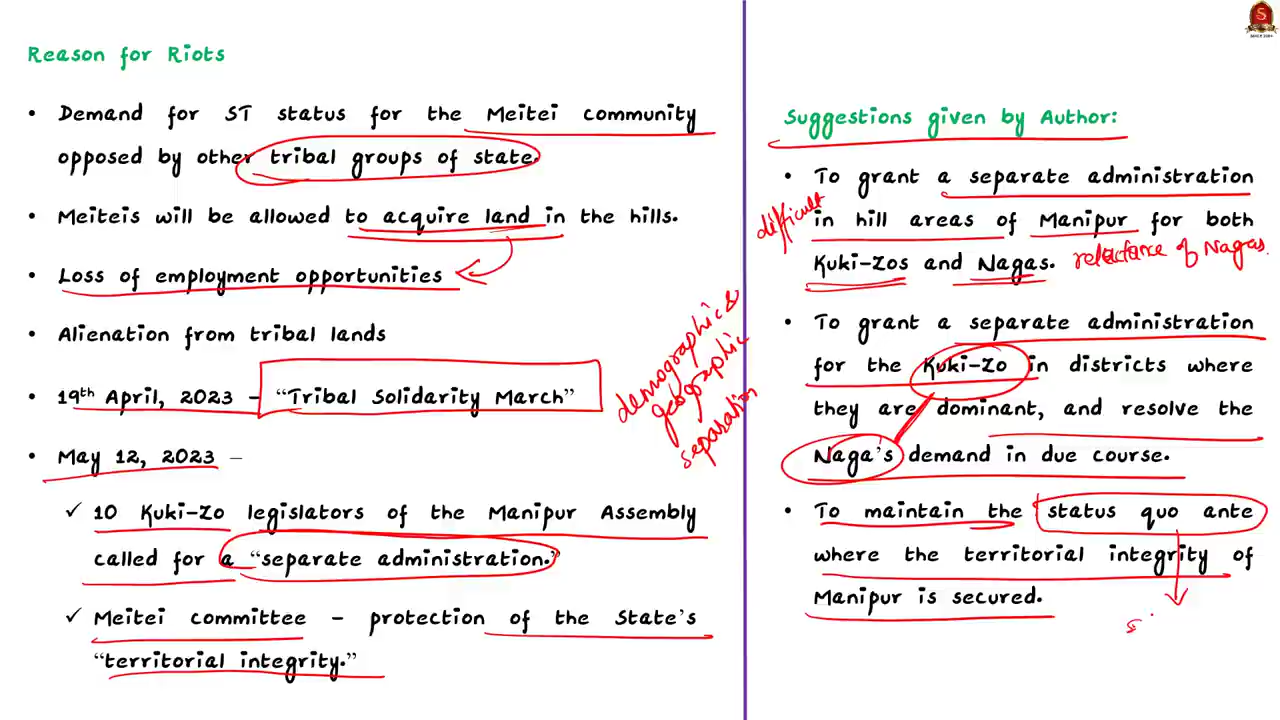 Reason for Riots
• Demand for ST status for the Meitei community
opposed by other tribal groups of state.
• Meiteis will be allowed to acquire land in the hills.
• Loss of employment opportunities
• Alienation from tribal lands
• 19th April, 2023 - "Tribal Solidarity March"
• May 12, 2023 -
✓ 10 Kuki-Zo legislators of the Manipur Assembly
called for a "separate administration."
✓ Meitei committee - protection of the State's
"territorial integrity."
demographic &
geographic
separation
Suggestions given by Author:
• To grant a separate administration
difficult
in hill areas of Manipur for both
Kuki-Zos and Nagas.
of Nagas.
• To grant a separate administration
for the Kuki-Zo in districts where
they are dominant, and resolve the
Naga's demand in due course.
• To maintain the status quo ante
where the territorial integrity of
Manipur is secured.
S